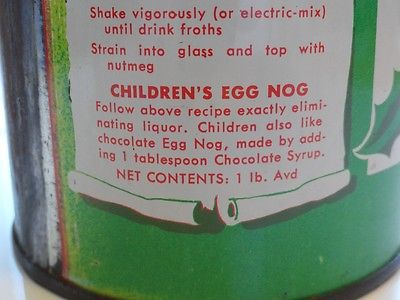 Shake vigorously (or electric-mix)
until drink froths
Strain into glass and top with
nutmeg
CHILDREN'S EGG NOG
Follow above recipe exactly elimi-
nating liquor. Children also like
chocolate Egg Nog, made by add-
ing 1 tablespoon Chocolate Syrup.
NET CONTENTS: 1 lb. Avd